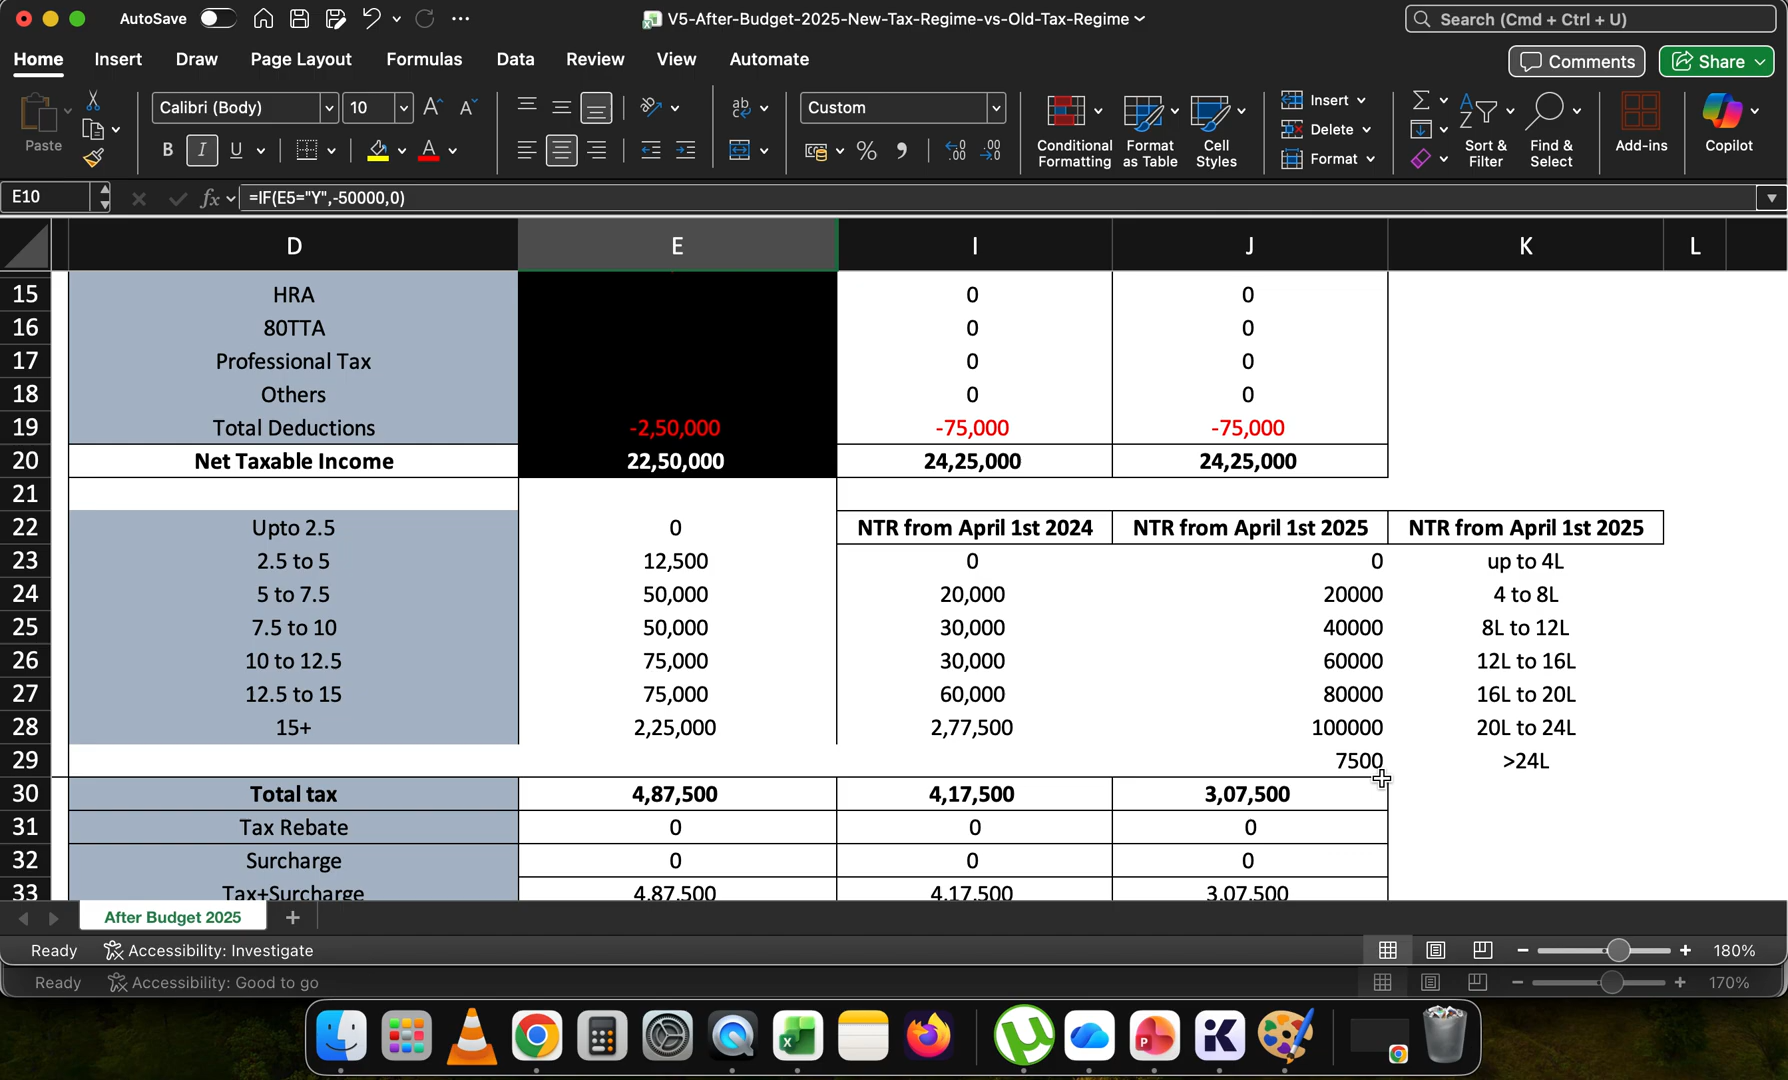 AutoSave
V5-After-Budget-2025-New-Tax-Regime-vs-Old-Tax-Regime
Search (Cmd + Ctrl + U)
Home Insert Draw Page Layout Formulas Data Review View Automate
Comments Share
Paste
Calibri (Body) 10
B I U
Custom
Conditional Formatting
Format as Table
Cell Styles
Insert
Delete
Format
Sort & Filter
Find & Select
Add-ins
Copilot
E10 fx =IF(E5="Y",-50000,0)
D E I J K L
15 HRA 0 0
16 80TTA 0 0
17 Professional Tax 0 0
18 Others 0 0
19 Total Deductions -2,50,000 -75,000 -75,000
20 Net Taxable Income 22,50,000 24,25,000 24,25,000
21
22 Upto 2.5 0 NTR from April 1st 2024 NTR from April 1st 2025 NTR from April 1st 2025
23 2.5 to 5 12,500 0 0 up to 4L
24 5 to 7.5 50,000 20,000 20000 4 to 8L
25 7.5 to 10 50,000 30,000 40000 8L to 12L
26 10 to 12.5 75,000 30,000 60000 12L to 16L
27 12.5 to 15 75,000 60,000 80000 16L to 20L
28 15+ 2,25,000 2,77,500 100000 20L to 24L
29 7500 >24L
30 Total tax 4,87,500 4,17,500 3,07,500
31 Tax Rebate 0 0 0
32 Surcharge 0 0 0
33 Tax+Surcharge 4,87,500 4,17,500 3,07,500
After Budget 2025
Ready Accessibility: Investigate 180%
Ready Accessibility: Good to go 170%